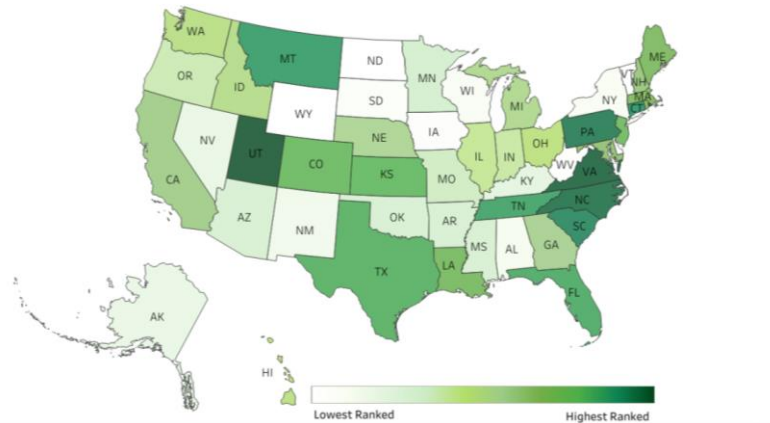 WA
MT
ND
MN
ME
VT
NH
OR
ID
SD
WI
MI
NY
MA
CT
WY
IA
PA
NV
UT
NE
IL
IN
OH
CO
WV
VA
CA
KS
MO
KY
NC
TN
AZ
NM
OK
AR
SC
MS
AL
GA
TX
LA
FL
AK
HI
Lowest Ranked
Highest Ranked